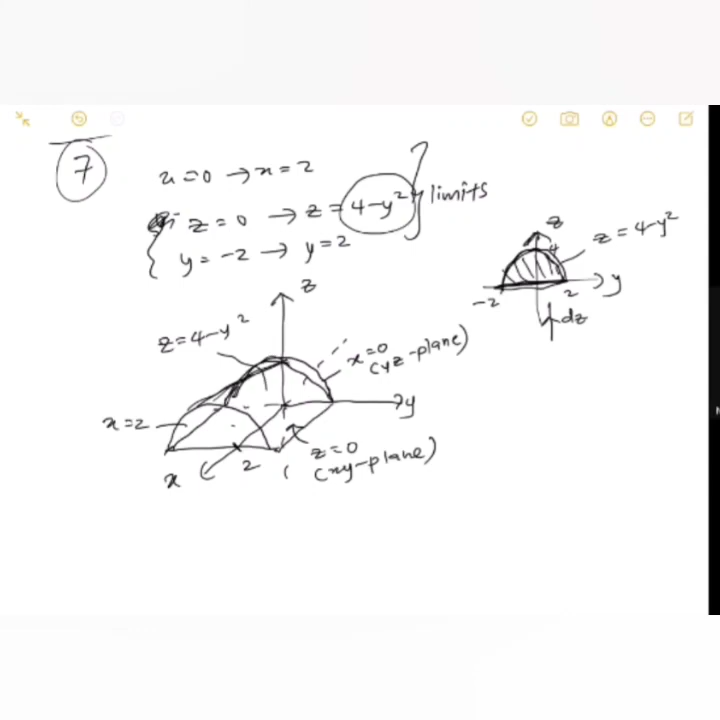 7
x=0 → x=2
z=0 → z=4-y²
y=-2 → y=2
limits
z
4
z=4-y²
-2
2
y
dz
z
z=4-y²
x=0
(yz-plane)
y
x=2
z=0
(xy-plane)
2
x